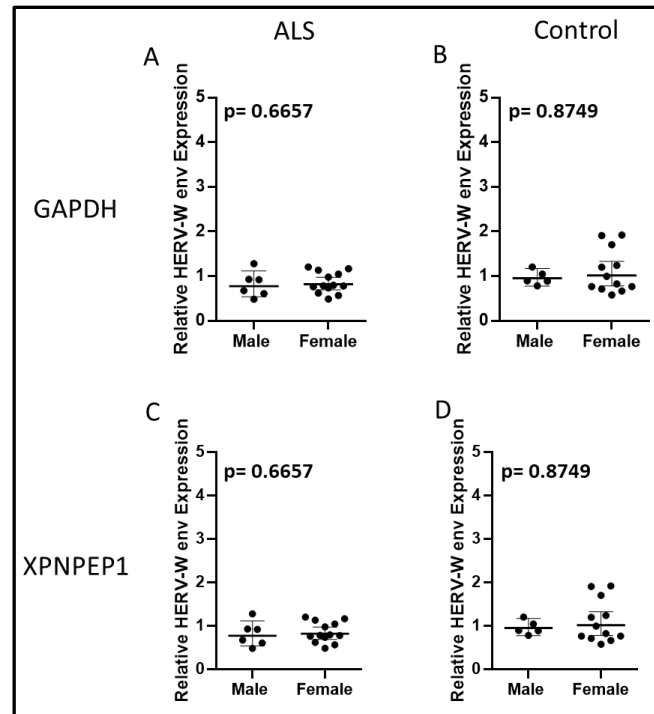 ALS
Control
A
B
GAPDH
Relative HERV-W env Expression
5
4
3
2
1
0
p= 0.6657
Male
Female
Relative HERV-W env Expression
5
4
3
2
1
0
p= 0.8749
Male
Female
C
D
XPNPEP1
Relative HERV-W env Expression
5
4
3
2
1
0
p= 0.6657
Male
Female
Relative HERV-W env Expression
5
4
3
2
1
0
p= 0.8749
Male
Female